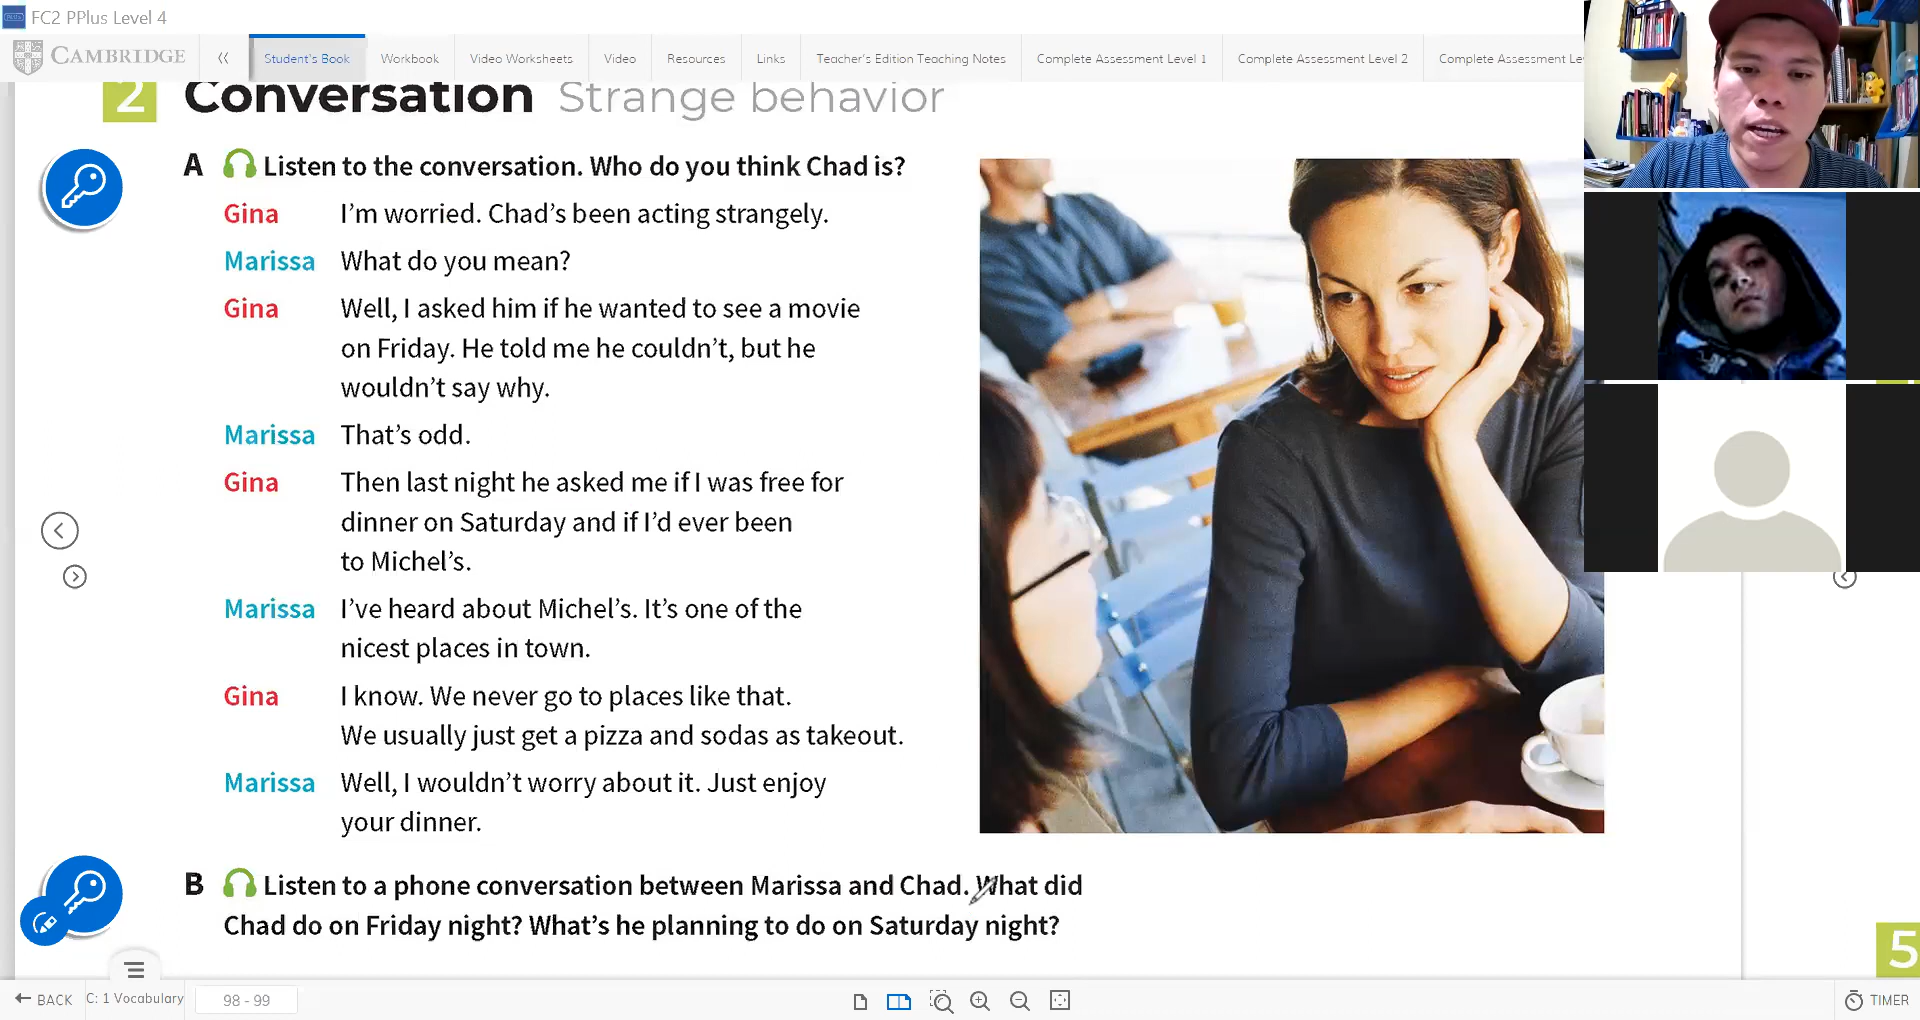 FC2 PPlus Level 4
CAMBRIDGE
Student's Book
Workbook
Video Worksheets
Video
Resources
Links
Teacher's Edition Teaching Notes
Complete Assessment Level 1
Complete Assessment Level 2
Complete Assessment Le
2 Conversation Strange behavior
A Listen to the conversation. Who do you think Chad is?
Gina I'm worried. Chad's been acting strangely.
Marissa What do you mean?
Gina Well, I asked him if he wanted to see a movie
on Friday. He told me he couldn't, but he
wouldn't say why.
Marissa That's odd.
Gina Then last night he asked me if I was free for
dinner on Saturday and if I'd ever been
to Michel's.
Marissa I've heard about Michel's. It's one of the
nicest places in town.
Gina I know. We never go to places like that.
We usually just get a pizza and sodas as takeout.
Marissa Well, I wouldn't worry about it. Just enjoy
your dinner.
B Listen to a phone conversation between Marissa and Chad. What did
Chad do on Friday night? What's he planning to do on Saturday night?
5
BACK
C: 1 Vocabulary
98 - 99
TIMER